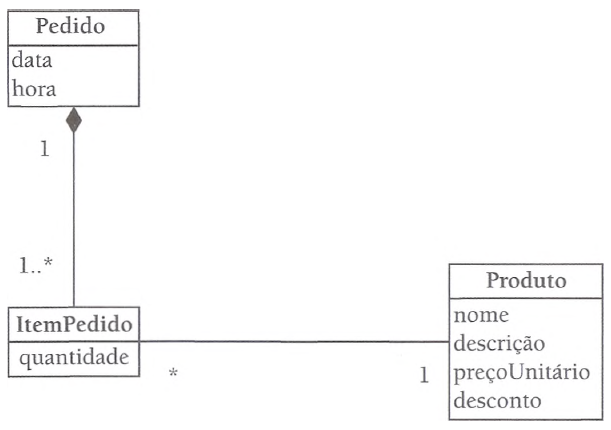 Pedido
data
hora
1
1..*
ItemPedido
quantidade
*
1
Produto
nome
descrição
preçoUnitário
desconto